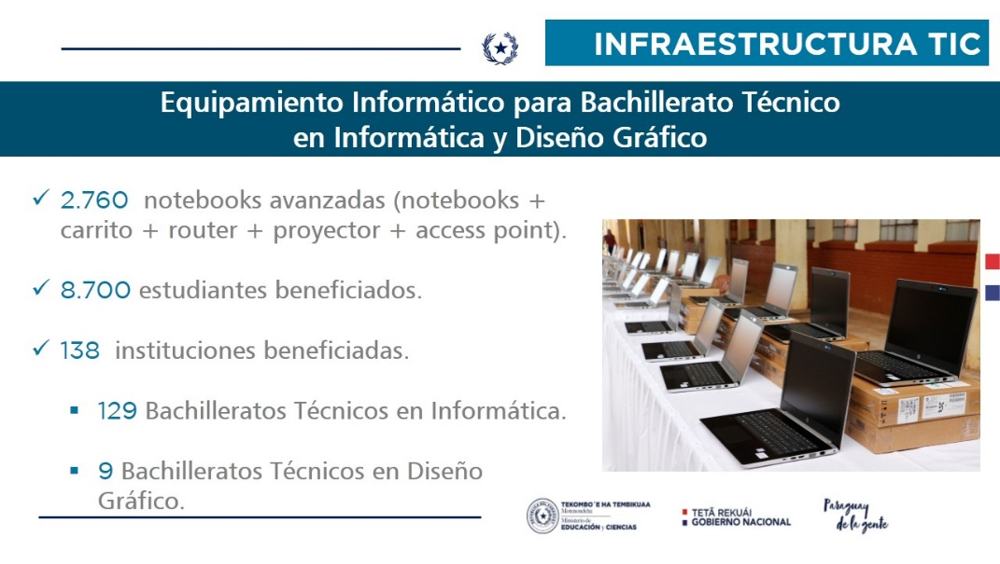 INFRAESTRUCTURA TIC
Equipamiento Informático para Bachillerato Técnico
en Informática y Diseño Gráfico
✓ 2.760 notebooks avanzadas (notebooks +
carrito + router + proyector + access point).
✓ 8.700 estudiantes beneficiados.
✓ 138 instituciones beneficiadas.
▪ 129 Bachilleratos Técnicos en Informática.
▪ 9 Bachilleratos Técnicos en Diseño
Gráfico.
TEKOMBO'E HA TEMBIKUAA
Motenondeha
Ministerio de
EDUCACIÓN y CIENCIAS
TETÃ REKUÁI
GOBIERNO NACIONAL
Paraguay
de la gente